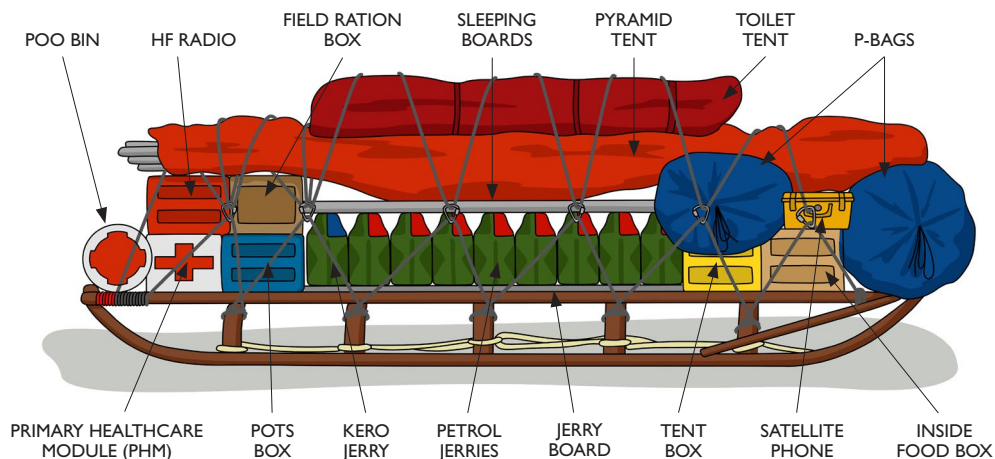 POO BIN
HF RADIO
FIELD RATION
BOX
SLEEPING
BOARDS
PYRAMID
TENT
TOILET
TENT
P-BAGS
PRIMARY HEALTHCARE
MODULE (PHM)
POTS
BOX
KERO
JERRY
PETROL
JERRIES
JERRY
BOARD
TENT
BOX
SATELLITE
PHONE
INSIDE
FOOD BOX